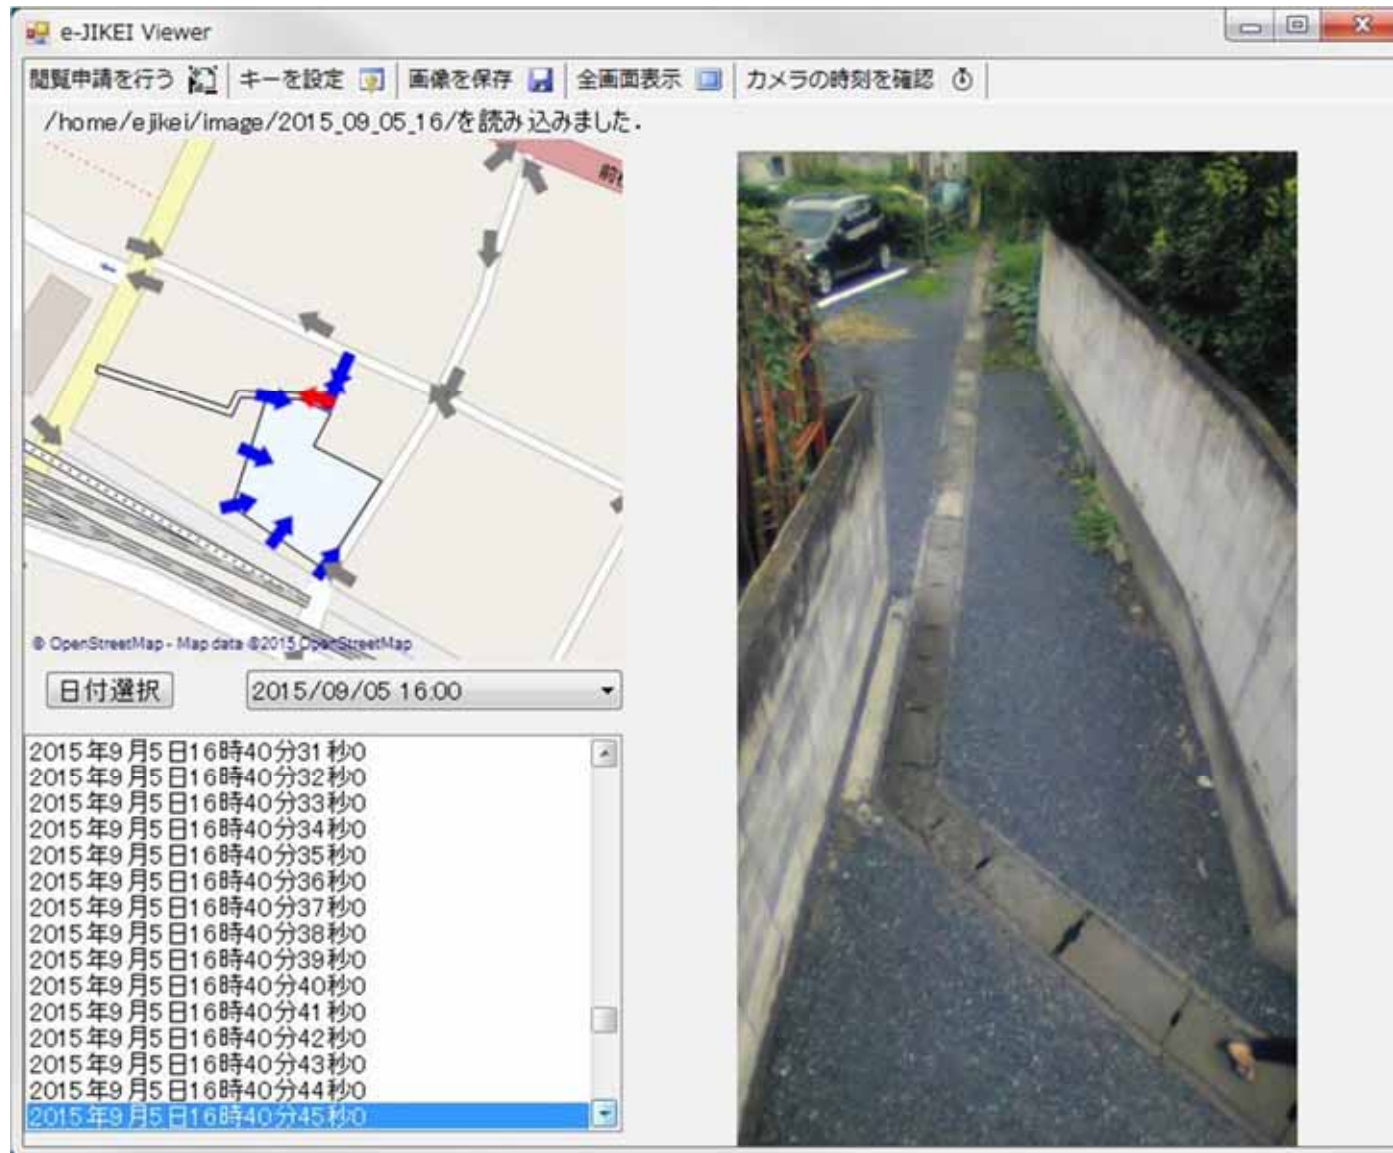 e-JIKEI Viewer
閲覧申請を行う キーを設定 画像を保存 全画面表示 カメラの時刻を確認
/home/ejikei/image/2015_09_05_16/を読み込みました.
© OpenStreetMap - Map data ©2015 OpenStreetMap
日付選択 2015/09/05 16:00
2015年9月5日16時40分31秒0
2015年9月5日16時40分32秒0
2015年9月5日16時40分33秒0
2015年9月5日16時40分34秒0
2015年9月5日16時40分35秒0
2015年9月5日16時40分36秒0
2015年9月5日16時40分37秒0
2015年9月5日16時40分38秒0
2015年9月5日16時40分39秒0
2015年9月5日16時40分40秒0
2015年9月5日16時40分41秒0
2015年9月5日16時40分42秒0
2015年9月5日16時40分43秒0
2015年9月5日16時40分44秒0
2015年9月5日16時40分45秒0